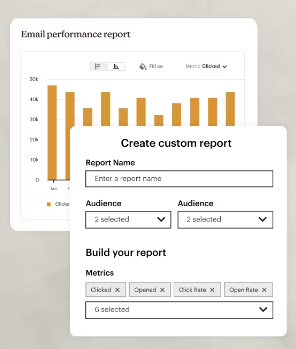 Email performance report
Fill on
Metric Clicked
50k
40k
30k
20k
10k
0
Jan
Clicked
Create custom report
Report Name
Enter a report name
Audience Audience
2 selected 2 selected
Build your report
Metrics
Clicked X Opened X Click Rate X Open Rate X
6 selected